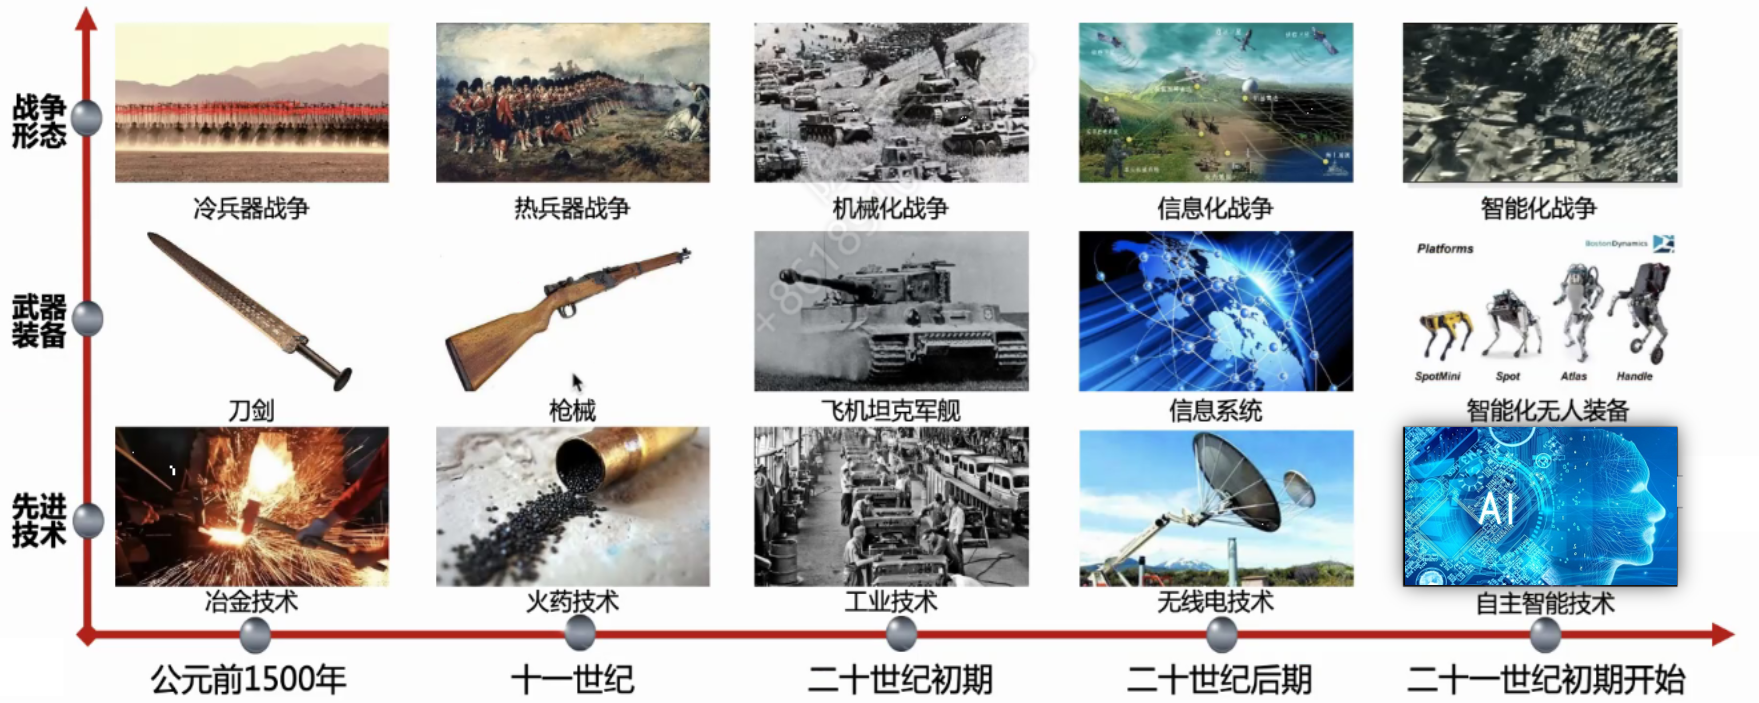 战争
形态
冷兵器战争
热兵器战争
机械化战争
信息化战争
智能化战争
武器
装备
Platforms
BostonDynamics
SpotMini
Spot
Atlas
Handle
刀剑
枪械
飞机坦克军舰
信息系统
智能化无人装备
先进
技术
AI
冶金技术
火药技术
工业技术
无线电技术
自主智能技术
公元前1500年
十一世纪
二十世纪初期
二十世纪后期
二十一世纪初期开始